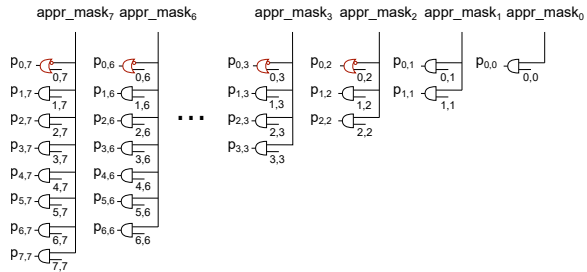 appr_mask₇ appr_mask₆ appr_mask₃ appr_mask₂ appr_mask₁ appr_mask₀
p₀,₇ 0,7 p₀,₆ 0,6 p₀,₃ 0,3 p₀,₂ 0,2 p₀,₁ 0,1 p₀,₀ 0,0
p₁,₇ 1,7 p₁,₆ 1,6 p₁,₃ 1,3 p₁,₂ 1,2 p₁,₁ 1,1
p₂,₇ 2,7 p₂,₆ 2,6 ... p₂,₃ 2,3 p₂,₂ 2,2
p₃,₇ 3,7 p₃,₆ 3,6 p₃,₃ 3,3
p₄,₇ 4,7 p₄,₆ 4,6
p₅,₇ 5,7 p₅,₆ 5,6
p₆,₇ 6,7 p₆,₆ 6,6
p₇,₇ 7,7